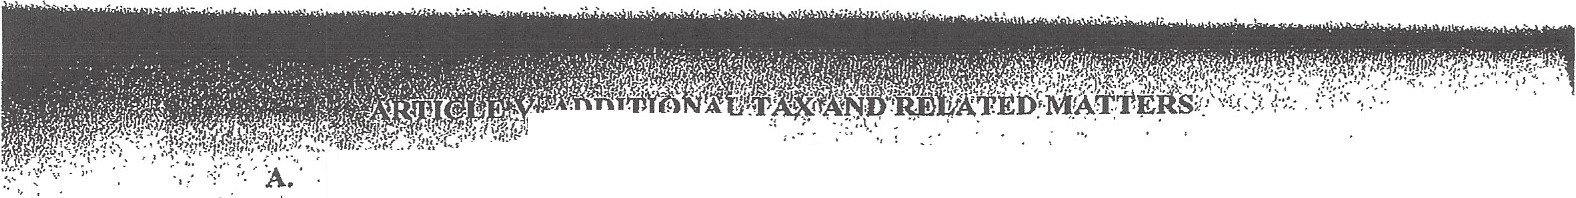 ARTICLE V: ADDITIONAL TAX AND RELATED MATTERS
A.